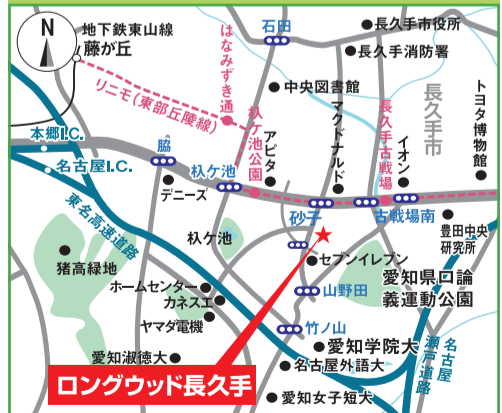 N
地下鉄東山線
藤が丘
リニモ(東部丘陵線)
はなみずき通
石田
長久手市役所
長久手消防署
中央図書館
長久手市
トヨタ博物館
本郷I.C.
名古屋I.C.
脇
杁ケ池
杁ケ池公園
アピタ
マクドナルド
長久手古戦場
イオン
デニーズ
砂子
古戦場南
豊田中央
研究所
東名高速道路
杁ケ池
猪高緑地
セブンイレブン
愛知県口論
義運動公園
ホームセンター
カネスエ
ヤマダ電機
山野田
竹ノ山
愛知淑徳大
愛知学院大
名古屋外語大
愛知女子短大
名古屋
瀬戸道路
ロングウッド長久手